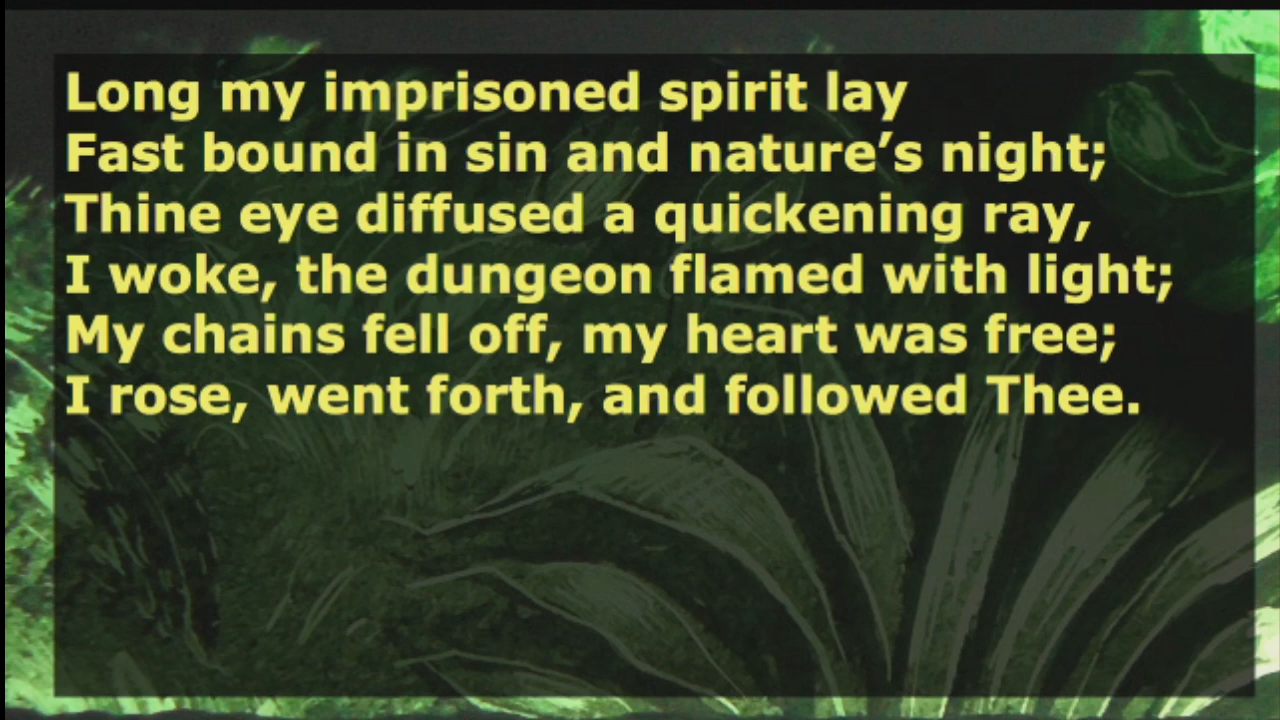 Long my imprisoned spirit lay
Fast bound in sin and nature’s night;
Thine eye diffused a quickening ray,
I woke, the dungeon flamed with light;
My chains fell off, my heart was free;
I rose, went forth, and followed Thee.